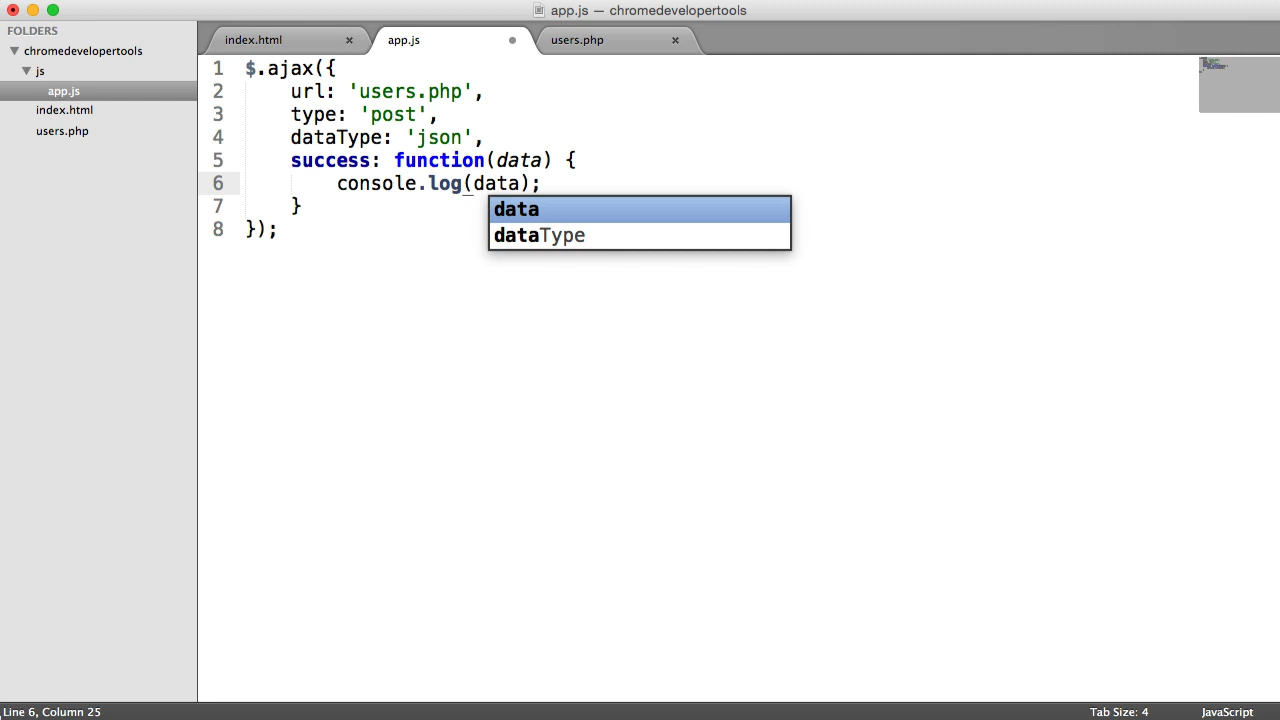 app.js — chromedevelopertools
FOLDERS
chromedevelopertools
js
app.js
index.html
users.php
index.html × app.js users.php ×
1 $.ajax({
2     url: 'users.php',
3     type: 'post',
4     dataType: 'json',
5     success: function(data) {
6         console.log(data);
data
dataType
7     }
8 });
Line 6, Column 25 Tab Size: 4 JavaScript